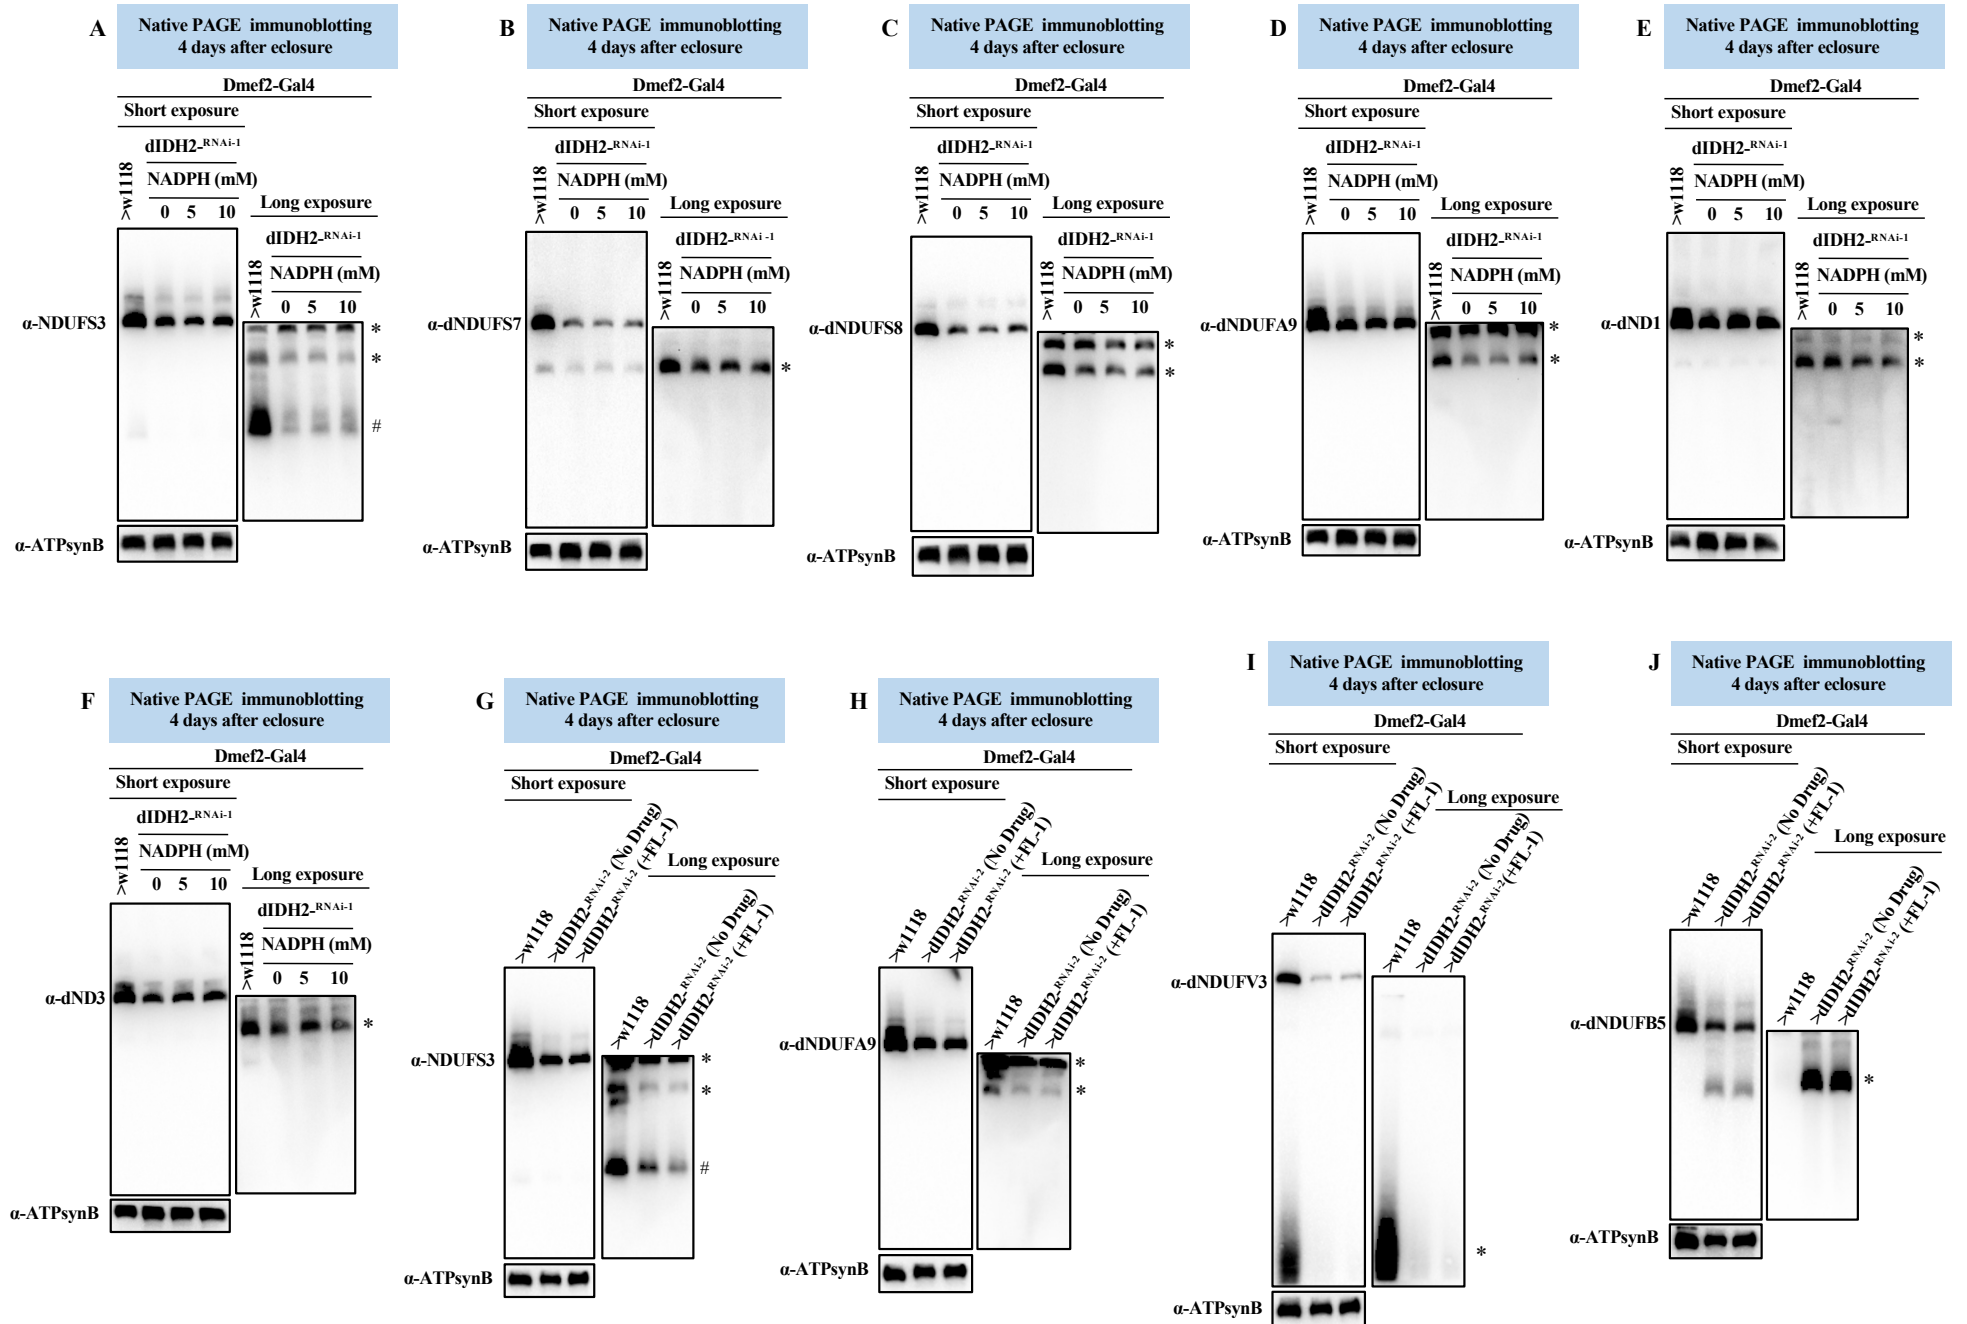 A
Native PAGE immunoblotting
4 days after eclosure
Dmef2-Gal4
Short exposure
dIDH2-RNAi-1
NADPH (mM)
>w1118
0 5 10
Long exposure
dIDH2-RNAi-1
NADPH (mM)
>w1118
0 5 10
α-NDUFS3
*
*
#
α-ATPsynB
B
Native PAGE immunoblotting
4 days after eclosure
Dmef2-Gal4
Short exposure
dIDH2-RNAi-1
NADPH (mM)
>w1118
0 5 10
Long exposure
dIDH2-RNAi -1
NADPH (mM)
>w1118
0 5 10
α-dNDUFS7
*
α-ATPsynB
C
Native PAGE immunoblotting
4 days after eclosure
Dmef2-Gal4
Short exposure
dIDH2-RNAi-1
NADPH (mM)
>w1118
0 5 10
Long exposure
dIDH2-RNAi-1
NADPH (mM)
>w1118
0 5 10
α-dNDUFS8
*
*
α-ATPsynB
D
Native PAGE immunoblotting
4 days after eclosure
Dmef2-Gal4
Short exposure
dIDH2-RNAi-1
NADPH (mM)
>w1118
0 5 10
Long exposure
dIDH2-RNAi-1
NADPH (mM)
>w1118
0 5 10
α-dNDUFA9
*
*
α-ATPsynB
E
Native PAGE immunoblotting
4 days after eclosure
Dmef2-Gal4
Short exposure
dIDH2-RNAi-1
NADPH (mM)
>w1118
0 5 10
Long exposure
dIDH2-RNAi-1
NADPH (mM)
>w1118
0 5 10
α-dND1
*
*
α-ATPsynB
F
Native PAGE immunoblotting
4 days after eclosure
Dmef2-Gal4
Short exposure
dIDH2-RNAi-1
NADPH (mM)
>w1118
0 5 10
Long exposure
dIDH2-RNAi-1
NADPH (mM)
>w1118
0 5 10
α-dND3
*
α-ATPsynB
G
Native PAGE immunoblotting
4 days after eclosure
Dmef2-Gal4
Short exposure
>w1118
>dIDH2-RNAi-2 (No Drug)
>dIDH2-RNAi-2 (+FL-1)
Long exposure
>w1118
>dIDH2-RNAi-2 (No Drug)
>dIDH2-RNAi-2 (+FL-1)
α-NDUFS3
*
*
#
α-ATPsynB
H
Native PAGE immunoblotting
4 days after eclosure
Dmef2-Gal4
Short exposure
>w1118
>dIDH2-RNAi-2 (No Drug)
>dIDH2-RNAi-2 (+FL-1)
Long exposure
>w1118
>dIDH2-RNAi-2 (No Drug)
>dIDH2-RNAi-2 (+FL-1)
α-dNDUFA9
*
*
α-ATPsynB
I
Native PAGE immunoblotting
4 days after eclosure
Dmef2-Gal4
Short exposure
>w1118
>dIDH2-RNAi-2 (No Drug)
>dIDH2-RNAi-2 (+FL-1)
Long exposure
>w1118
>dIDH2-RNAi-2 (No Drug)
>dIDH2-RNAi-2 (+FL-1)
α-dNDUFV3
*
α-ATPsynB
J
Native PAGE immunoblotting
4 days after eclosure
Dmef2-Gal4
Short exposure
>w1118
>dIDH2-RNAi-2 (No Drug)
>dIDH2-RNAi-2 (+FL-1)
Long exposure
>w1118
>dIDH2-RNAi-2 (No Drug)
>dIDH2-RNAi-2 (+FL-1)
α-dNDUFB5
*
α-ATPsynB